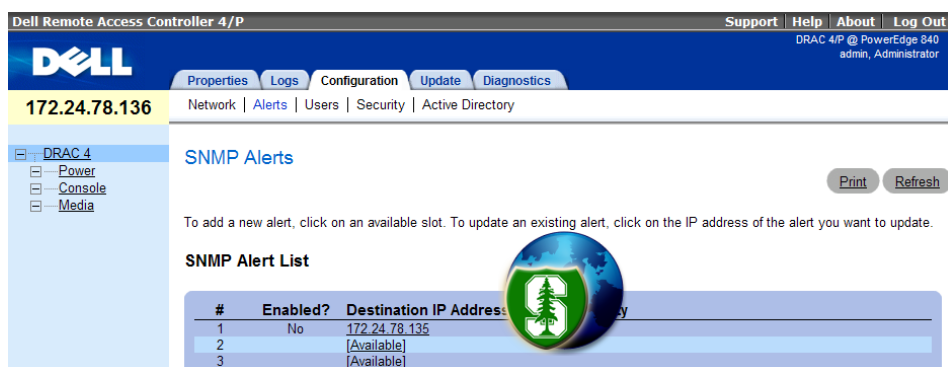 Dell Remote Access Controller 4/P
Support | Help | About | Log Out
DRAC 4/P @ PowerEdge 840
admin, Administrator
DELL
Properties Logs Configuration Update Diagnostics
172.24.78.136
Network | Alerts | Users | Security | Active Directory
DRAC 4
Power
Console
Media
SNMP Alerts
Print Refresh
To add a new alert, click on an available slot. To update an existing alert, click on the IP address of the alert you want to update.
SNMP Alert List
# Enabled? Destination IP Address
1 No 172.24.78.135
2 [Available]
3 [Available]
S